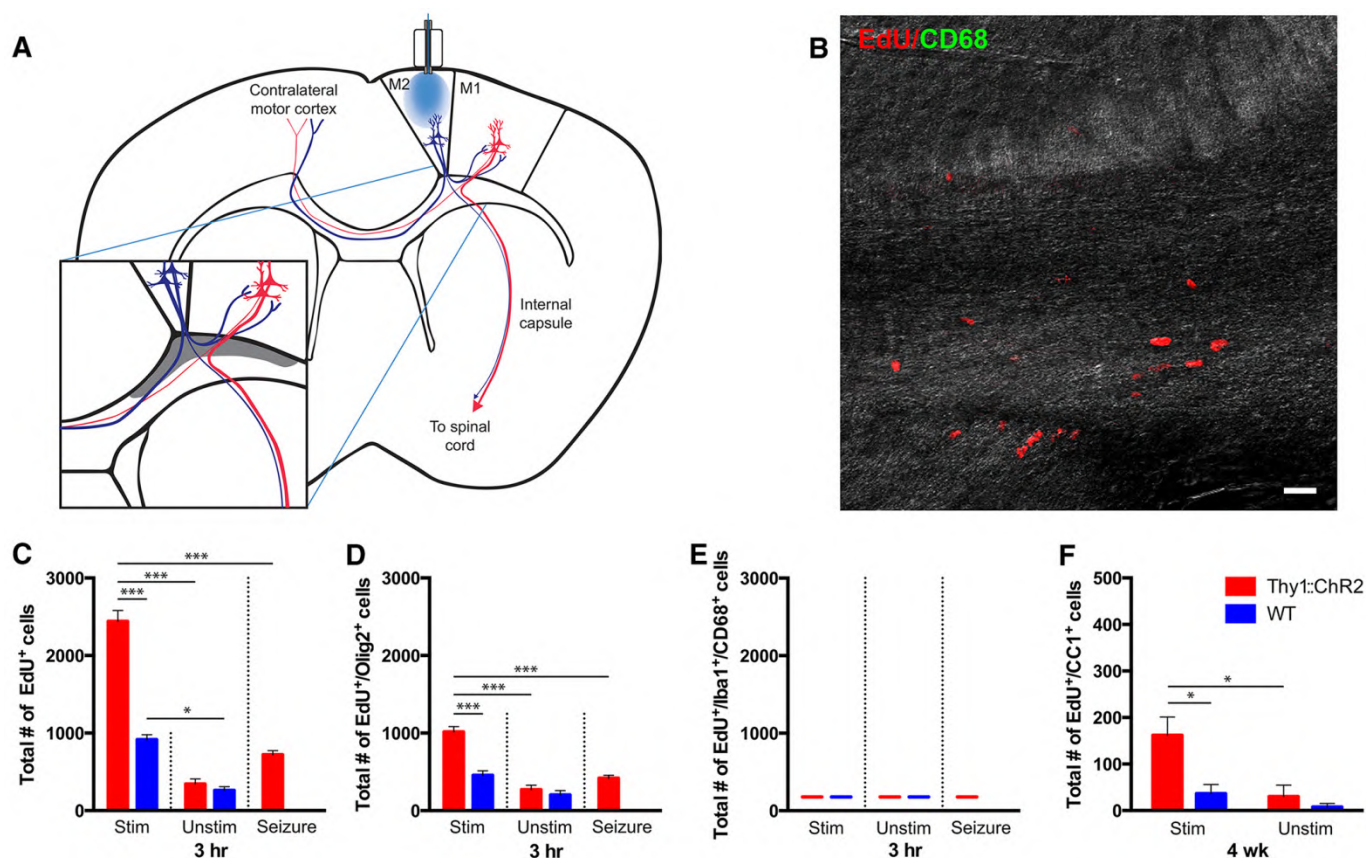 A
Contralateral
motor cortex
M2
M1
Internal
capsule
To spinal
cord
B
EdU/CD68
C
Total # of EdU⁺ cells
3000
2000
1000
0
***
***
***
*
Stim
Unstim
Seizure
3 hr
D
Total # of EdU⁺/Olig2⁺ cells
3000
2000
1000
0
***
***
***
Stim
Unstim
Seizure
3 hr
E
Total # of EdU⁺/Iba1⁺/CD68⁺ cells
3000
2000
1000
0
Stim
Unstim
Seizure
3 hr
F
Total # of EdU⁺/CC1⁺ cells
500
400
300
200
100
0
Thy1::ChR2
WT
*
*
Stim
Unstim
4 wk